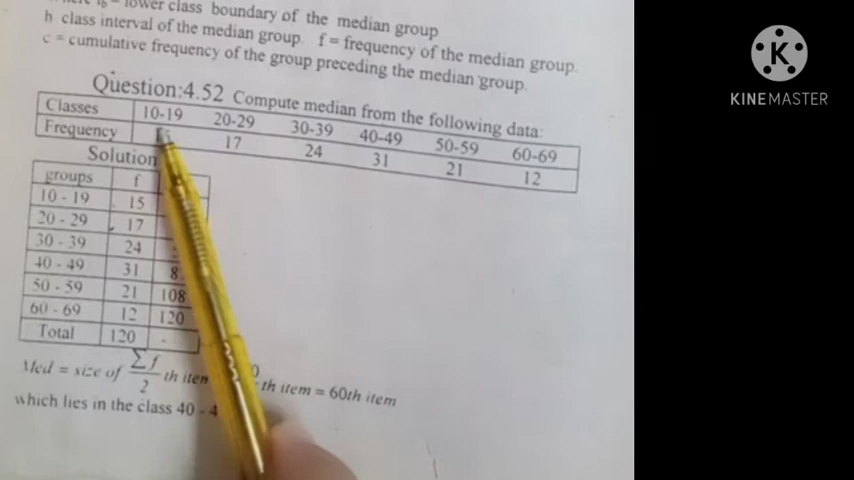 = lower class boundary of the median group
h class interval of the median group. f = frequency of the median group.
c = cumulative frequency of the group preceding the median group.
Question:4.52 Compute median from the following data:
Classes 10-19 20-29 30-39 40-49 50-59 60-69
Frequency 17 24 31 21 12
Solution
groups f
10 - 19 15
20 - 29 17
30 - 39 24
40 - 49 31 8
50 - 59 21 108
60 - 69 12 120
Total 120 -
Med = size of Σf/2 th item 0 th item = 60th item
which lies in the class 40 - 4
KINEMASTER